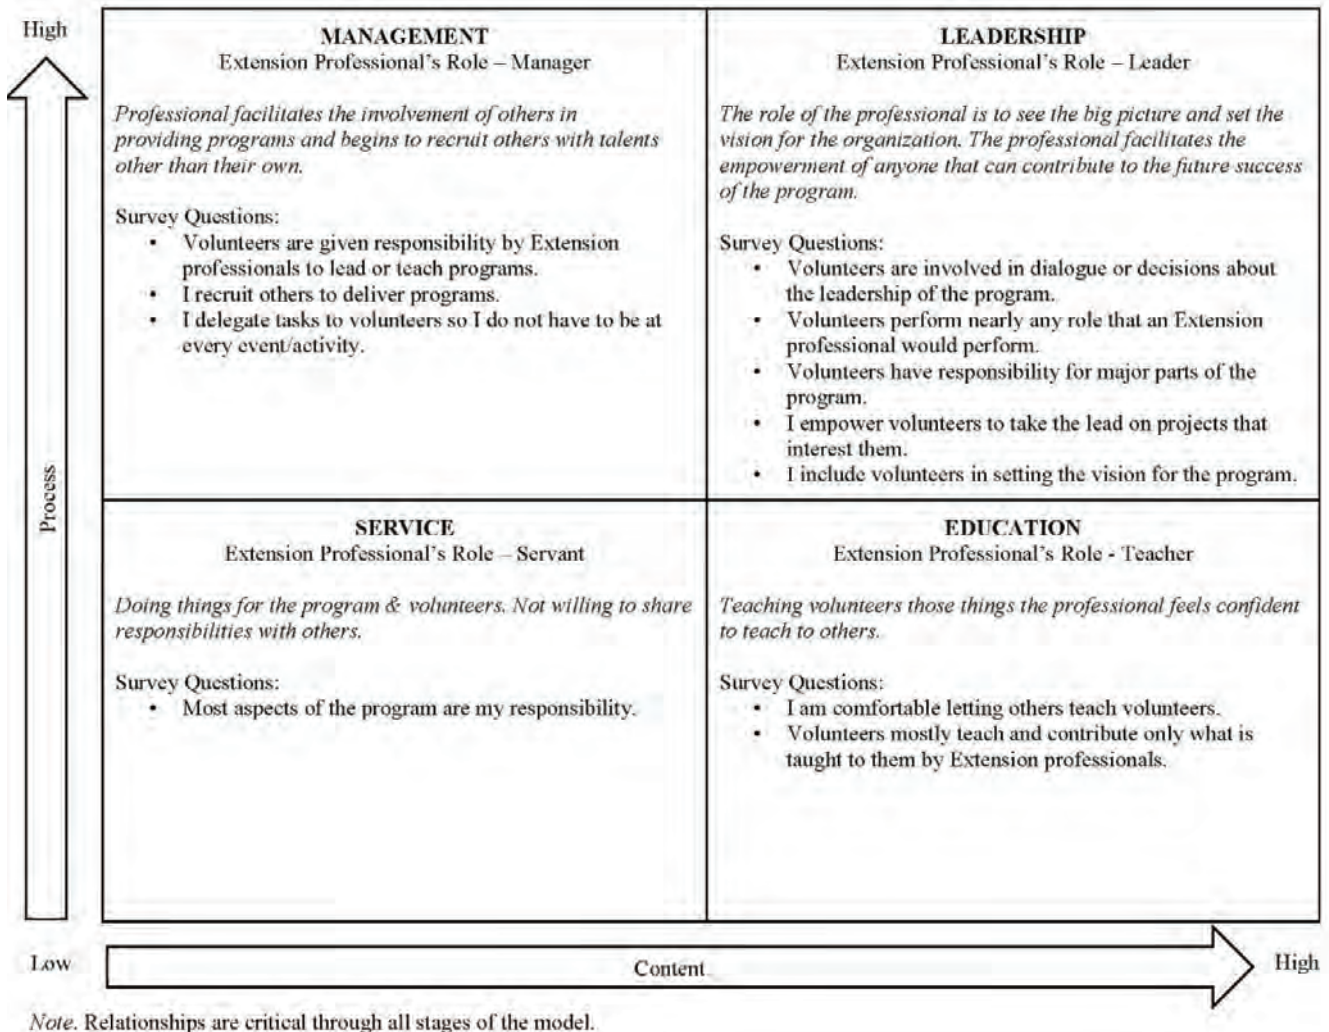 High
MANAGEMENT
Extension Professional's Role – Manager
Professional facilitates the involvement of others in
providing programs and begins to recruit others with talents
other than their own.
Survey Questions:
• Volunteers are given responsibility by Extension
professionals to lead or teach programs.
• I recruit others to deliver programs.
• I delegate tasks to volunteers so I do not have to be at
every event/activity.
LEADERSHIP
Extension Professional's Role – Leader
The role of the professional is to see the big picture and set the
vision for the organization. The professional facilitates the
empowerment of anyone that can contribute to the future success
of the program.
Survey Questions:
• Volunteers are involved in dialogue or decisions about
the leadership of the program.
• Volunteers perform nearly any role that an Extension
professional would perform.
• Volunteers have responsibility for major parts of the
program.
• I empower volunteers to take the lead on projects that
interest them.
• I include volunteers in setting the vision for the program.
Process
SERVICE
Extension Professional's Role – Servant
Doing things for the program & volunteers. Not willing to share
responsibilities with others.
Survey Questions:
• Most aspects of the program are my responsibility.
EDUCATION
Extension Professional's Role - Teacher
Teaching volunteers those things the professional feels confident
to teach to others.
Survey Questions:
• I am comfortable letting others teach volunteers.
• Volunteers mostly teach and contribute only what is
taught to them by Extension professionals.
Low
Content
High
Note. Relationships are critical through all stages of the model.